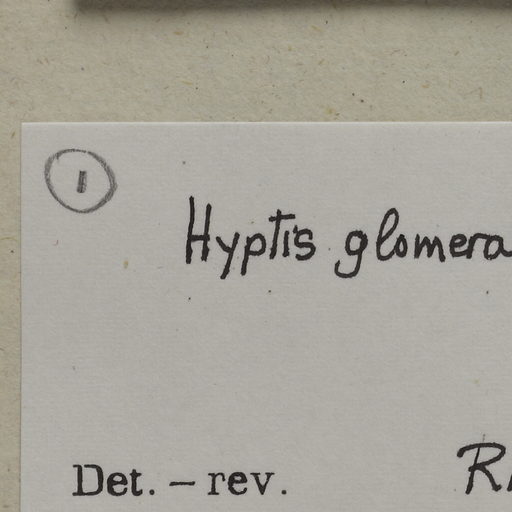 1
Hyptis glomera
Det. – rev. R